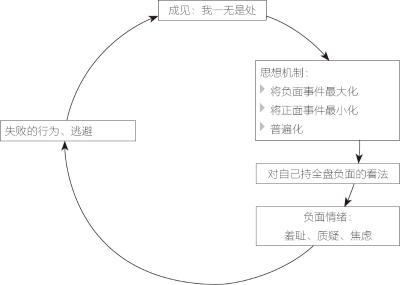 成见：我一无是处
思想机制：
将负面事件最大化
将正面事件最小化
普遍化
对自己持全盘负面的看法
负面情绪：
羞耻、质疑、焦虑
失败的行为、逃避